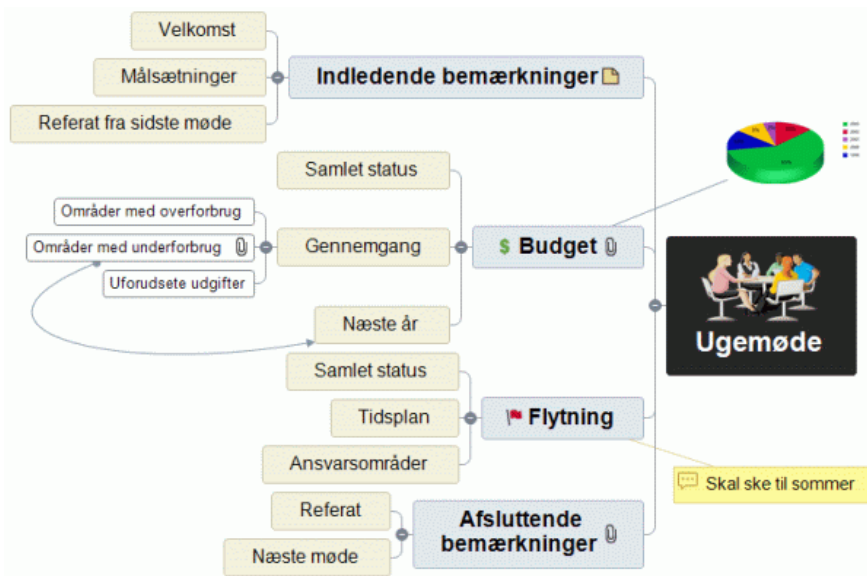 Velkomst
Målsætninger
Referat fra sidste møde
Indledende bemærkninger
Samlet status
Områder med overforbrug
Områder med underforbrug
Uforudsete udgifter
Gennemgang
Næste år
$ Budget
Ugemøde
Samlet status
Tidsplan
Ansvarsområder
Flytning
Skal ske til sommer
Referat
Næste møde
Afsluttende
bemærkninger